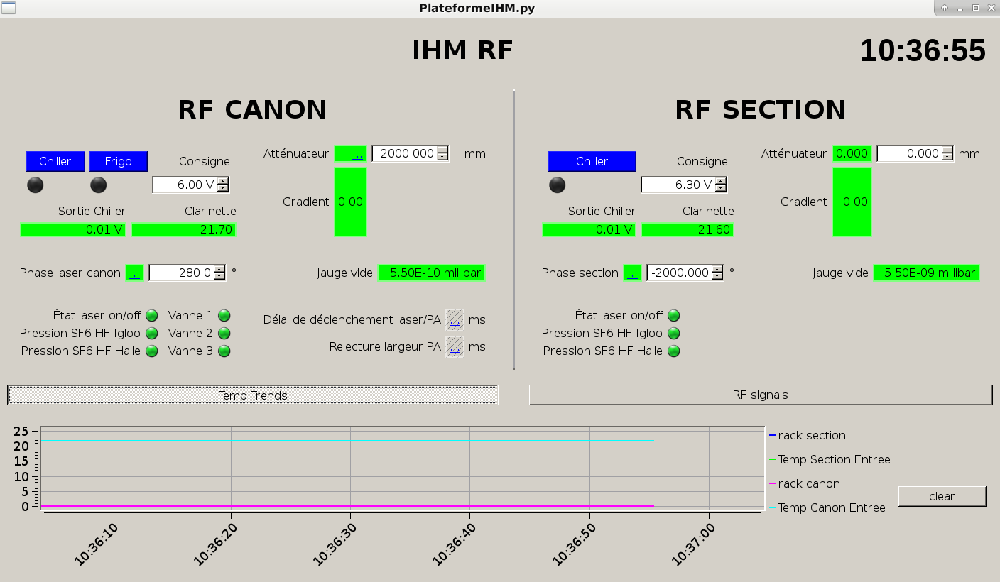 PlateformeIHM.py
IHM RF
10:36:55
RF CANON
Chiller Frigo Consigne
6.00 V
Sortie Chiller Clarinette
0.01 V 21.70
Atténuateur ... 2000.000 mm
Gradient 0.00
Phase laser canon ... 280.0 °
Jauge vide 5.50E-10 millibar
État laser on/off Vanne 1
Pression SF6 HF Igloo Vanne 2
Pression SF6 HF Halle Vanne 3
Délai de déclenchement laser/PA ... ms
Relecture largeur PA ... ms
RF SECTION
Chiller Consigne
6.30 V
Sortie Chiller Clarinette
0.01 V 21.60
Atténuateur 0.000 0.000 mm
Gradient 0.00
Phase section ... -2000.000 °
Jauge vide 5.50E-09 millibar
État laser on/off
Pression SF6 HF Igloo
Pression SF6 HF Halle
Temp Trends
RF signals
25
20
15
10
5
0
10:36:10 10:36:20 10:36:30 10:36:40 10:36:50 10:37:00
rack section
Temp Section Entree
rack canon
Temp Canon Entree
clear